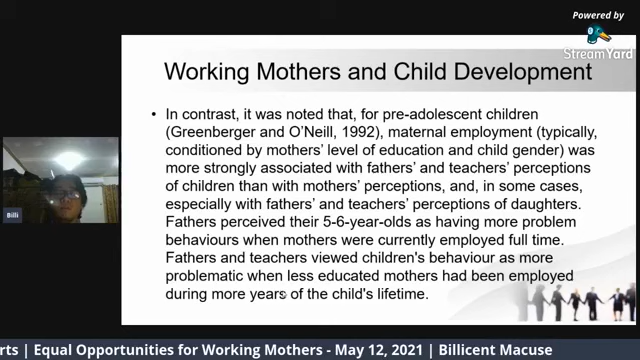 Powered by
StreamYard
Working Mothers and Child Development
• In contrast, it was noted that, for pre-adolescent children
(Greenberger and O'Neill, 1992), maternal employment (typically,
conditioned by mothers' level of education and child gender) was
more strongly associated with fathers' and teachers' perceptions
of children than with mothers' perceptions, and, in some cases,
especially with fathers' and teachers' perceptions of daughters.
Fathers perceived their 5-6-year-olds as having more problem
behaviours when mothers were currently employed full time.
Fathers and teachers viewed children's behaviour as more
problematic when less educated mothers had been employed
during more years of the child's lifetime.
Billi
rts | Equal Opportunities for Working Mothers - May 12, 2021 | Billicent Macuse